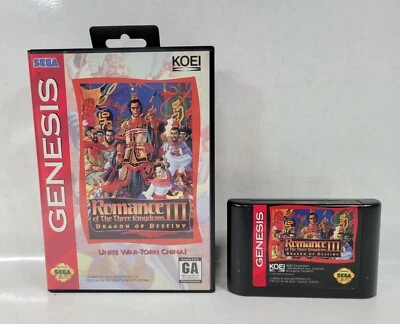 SEGA
KOEI
GENESIS
Romance III
of The Three Kingdoms
DRAGON OF DESTINY
UNITE WAR-TORN CHINA!
SEGA
GA
GENESIS
Romance III
of The Three Kingdoms
DRAGON OF DESTINY
KOEI
SEGA